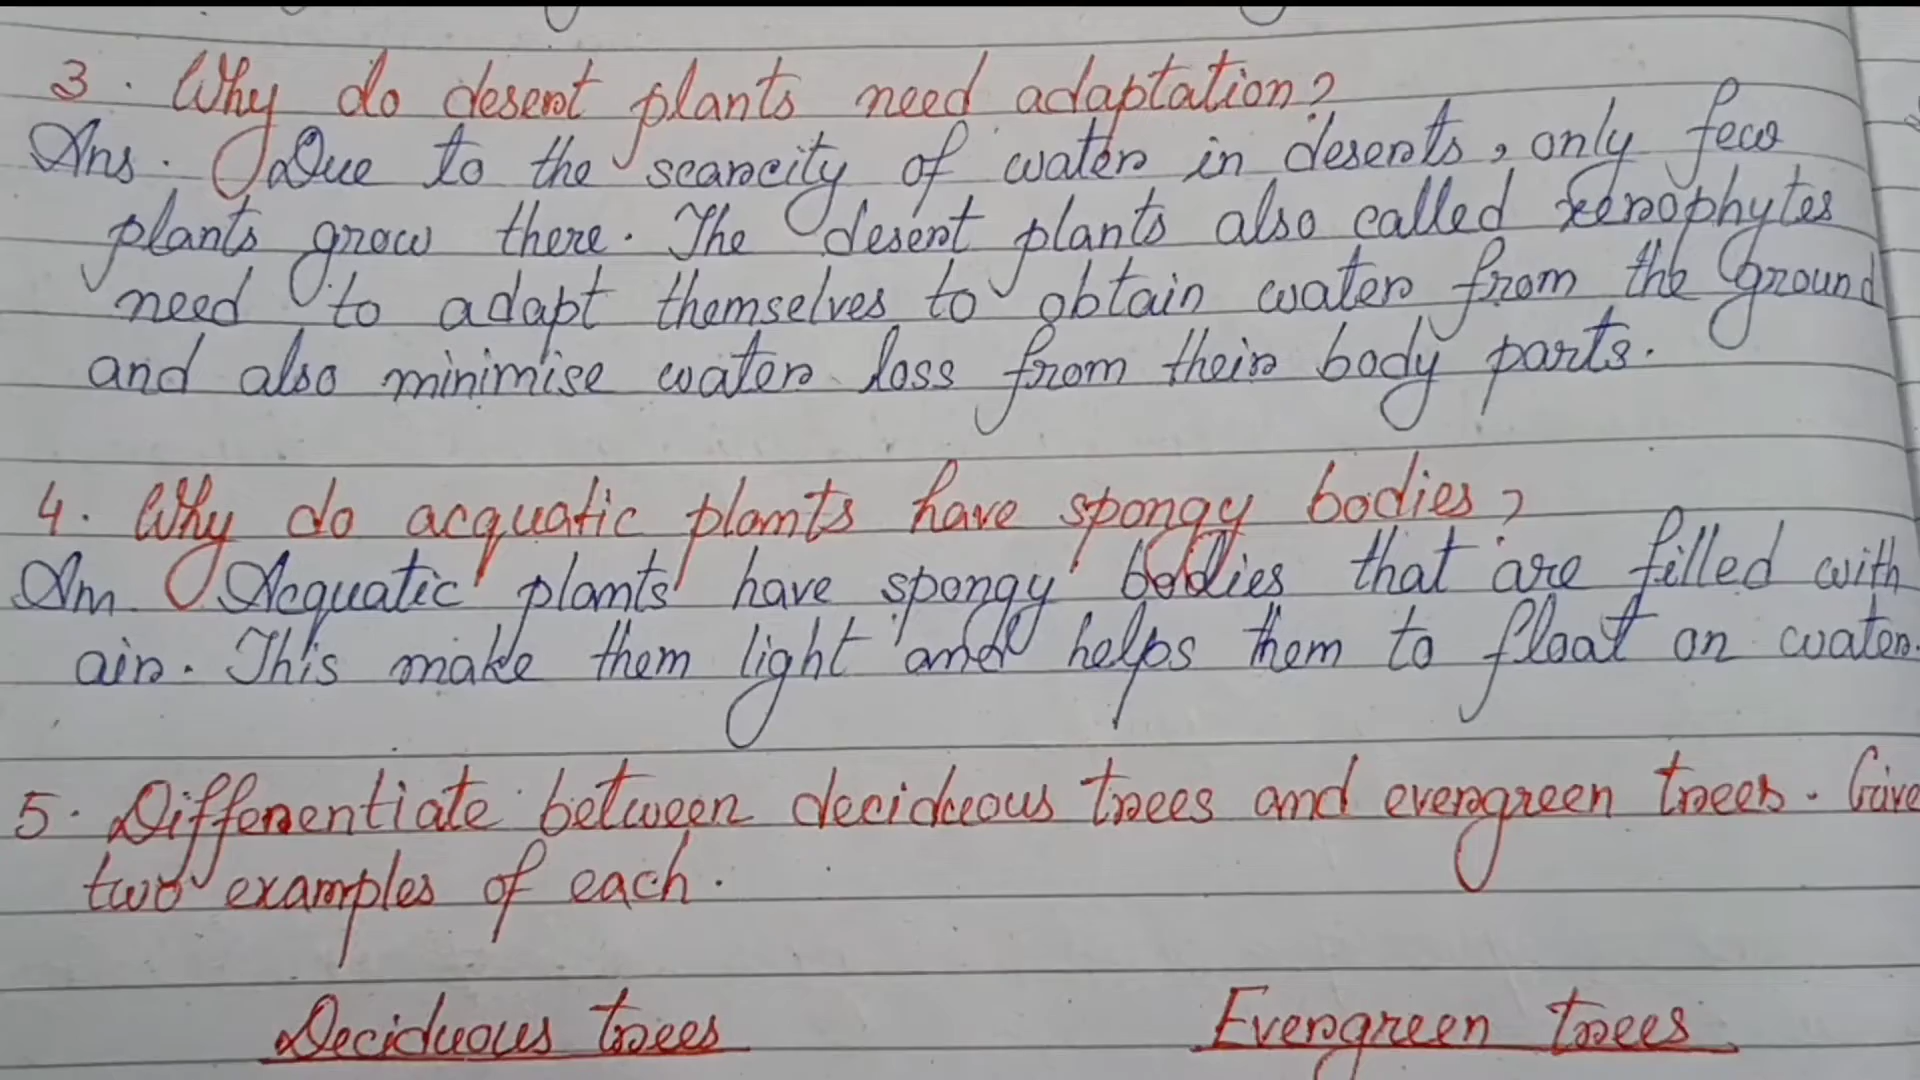 3. Why do desert plants need adaptation?
Ans. Due to the scarcity of water in deserts, only few
plants grow there. The desert plants also called xerophytes
need to adapt themselves to obtain water from the ground
and also minimise water loss from their body parts.
4. Why do acquatic plants have spongy bodies?
Ans. Acquatic plants have spongy bodies that are filled with
air. This make them light and helps them to float on water.
5. Differentiate between deciduous trees and evergreen trees. Give
two examples of each.
Deciduous trees Evergreen trees